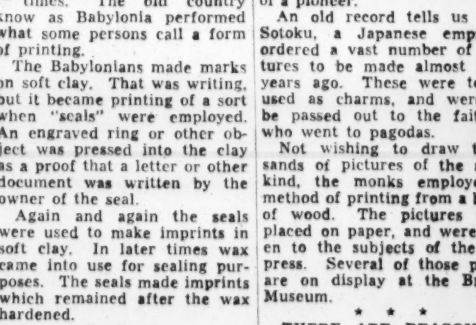 times. The old country
know as Babylonia performed
what some persons call a form
of printing.
The Babylonians made marks
on soft clay. That was writing,
but it became printing of a sort
when "seals" were employed.
An engraved ring or other ob-
ject was pressed into the clay
as a proof that a letter or other
document was written by the
owner of the seal.
Again and again the seals
were used to make imprints in
soft clay. In later times wax
came into use for sealing pur-
poses. The seals made imprints
which remained after the wax
hardened.
of a pioneer.
An old record tells us
Sotoku, a Japanese emp
ordered a vast number of
tures to be made almost
years ago. These were t
used as charms, and wer
be passed out to the fai
who went to pagodas.
Not wishing to draw t
sands of pictures of the
kind, the monks employ
method of printing from a
of wood. The pictures
placed on paper, and were
en to the subjects of the
press. Several of those p
are on display at the B
Museum.
* * *